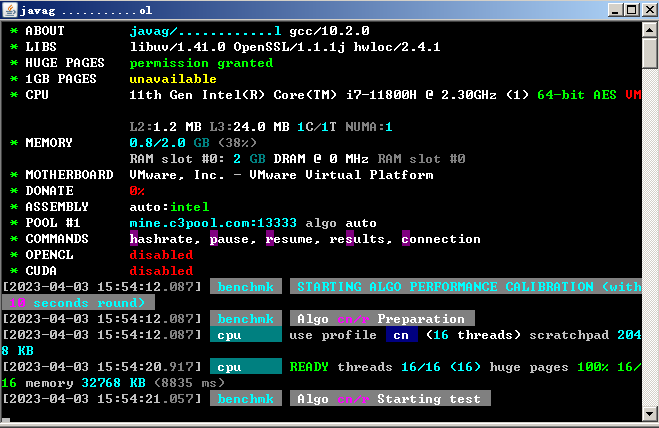 javag ...........ol
* ABOUT javag/............l gcc/10.2.0
* LIBS libuv/1.41.0 OpenSSL/1.1.1j hwloc/2.4.1
* HUGE PAGES permission granted
* 1GB PAGES unavailable
* CPU 11th Gen Intel(R) Core(TM) i7-11800H @ 2.30GHz (1) 64-bit AES VM
L2:1.2 MB L3:24.0 MB 1C/1T NUMA:1
* MEMORY 0.8/2.0 GB (38%)
RAM slot #0: 2 GB DRAM @ 0 MHz RAM slot #0
* MOTHERBOARD VMware, Inc. - VMware Virtual Platform
* DONATE 0%
* ASSEMBLY auto:intel
* POOL #1 mine.c3pool.com:13333 algo auto
* COMMANDS hashrate, pause, resume, results, connection
* OPENCL disabled
* CUDA disabled
[2023-04-03 15:54:12.087] benchmk STARTING ALGO PERFORMANCE CALIBRATION (with
10 seconds round)
[2023-04-03 15:54:12.087] benchmk Algo cn/r Preparation
[2023-04-03 15:54:12.087] cpu use profile cn (16 threads) scratchpad 204
8 KB
[2023-04-03 15:54:20.917] cpu READY threads 16/16 (16) huge pages 100% 16/
16 memory 32768 KB (8835 ms)
[2023-04-03 15:54:21.057] benchmk Algo cn/r Starting test